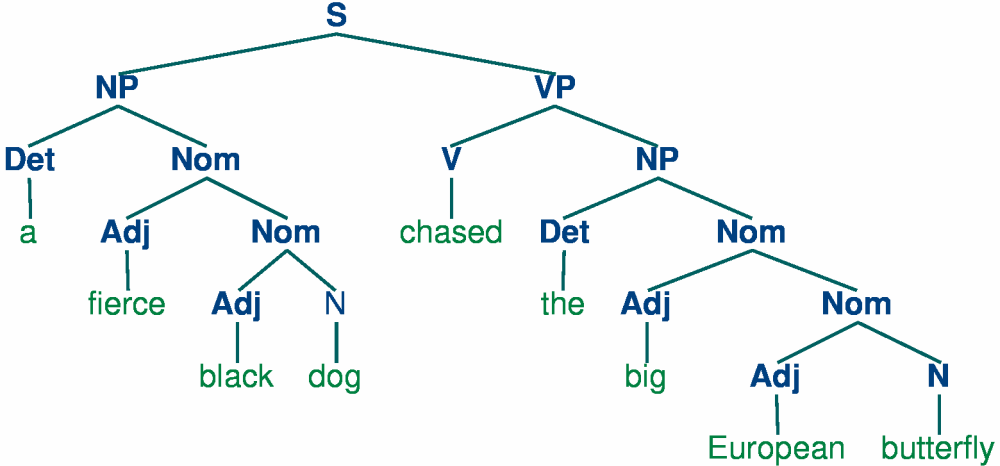 S
NP VP
Det Nom V NP
a Adj Nom chased Det Nom
fierce Adj N the Adj Nom
black dog big Adj N
European butterfly